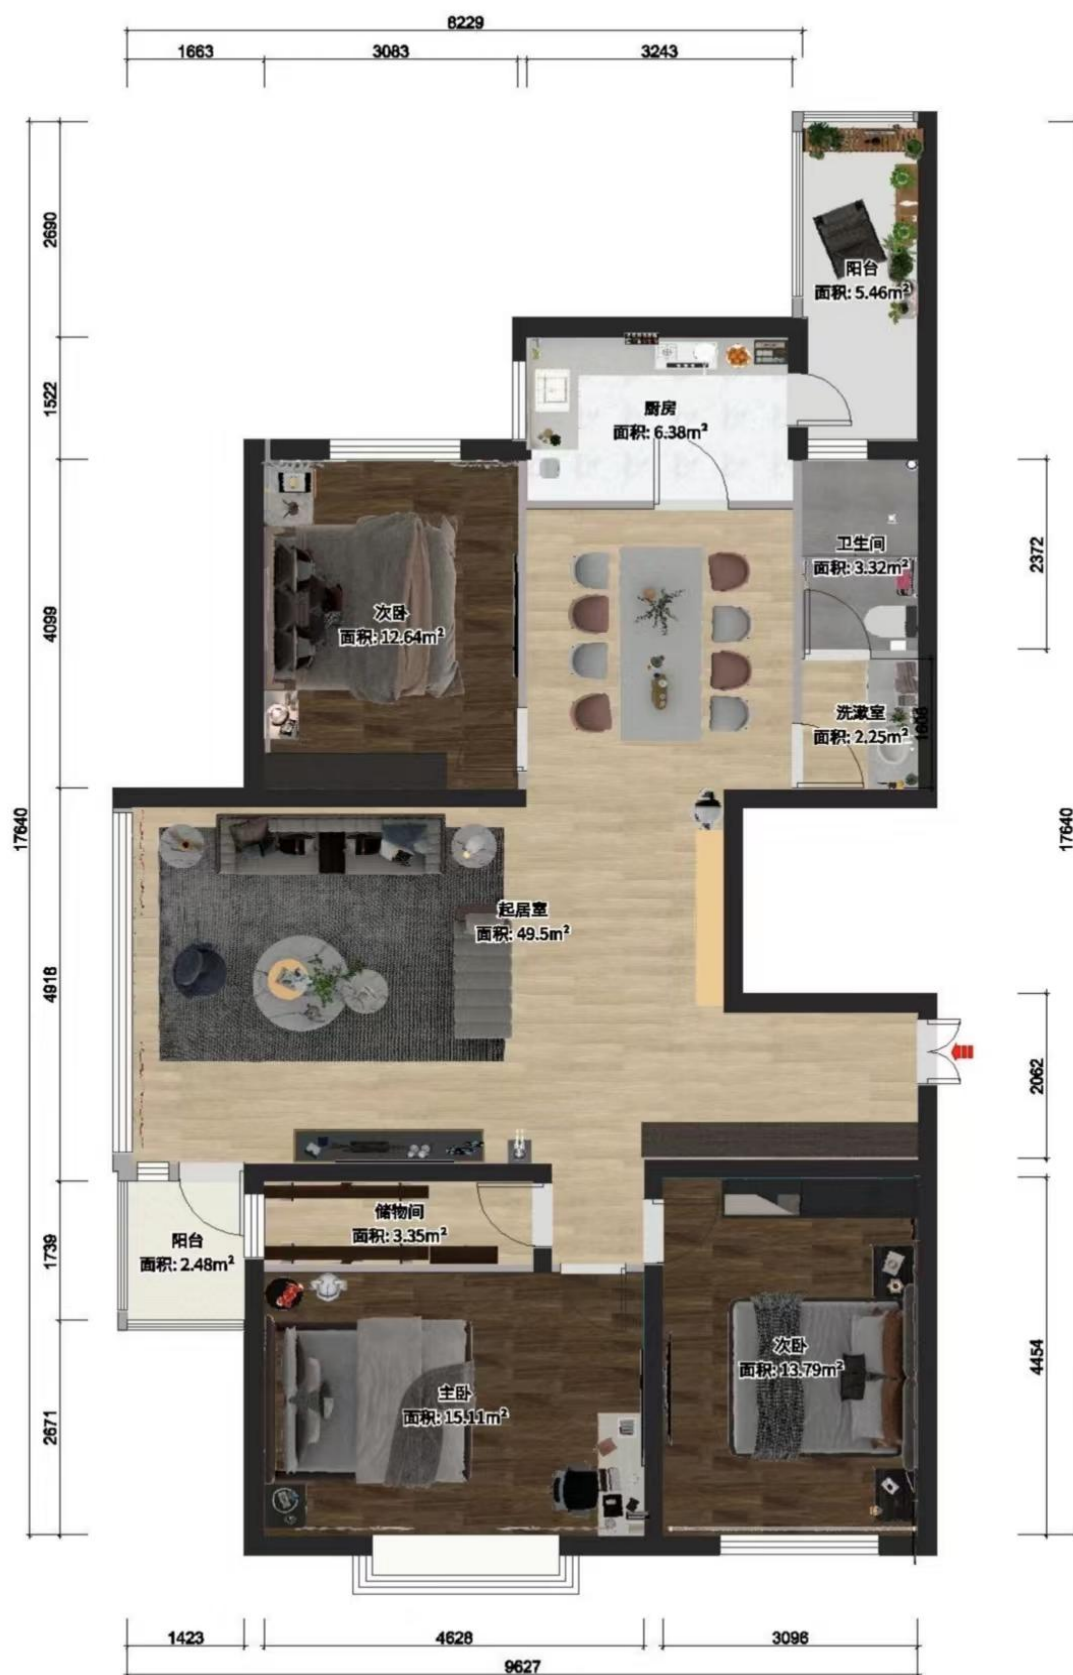 8229
1663
3083
3243
2690
阳台
面积: 5.46m²
1522
厨房
面积: 6.38m²
2372
卫生间
面积: 3.32m²
4099
次卧
面积: 12.64m²
洗漱室
面积: 2.25m²
1608
17640
17640
起居室
面积: 49.5m²
4918
2062
储物间
面积: 3.35m²
阳台
面积: 2.48m²
1739
次卧
面积: 13.79m²
4454
主卧
面积: 15.11m²
2671
1423
4628
3096
9627